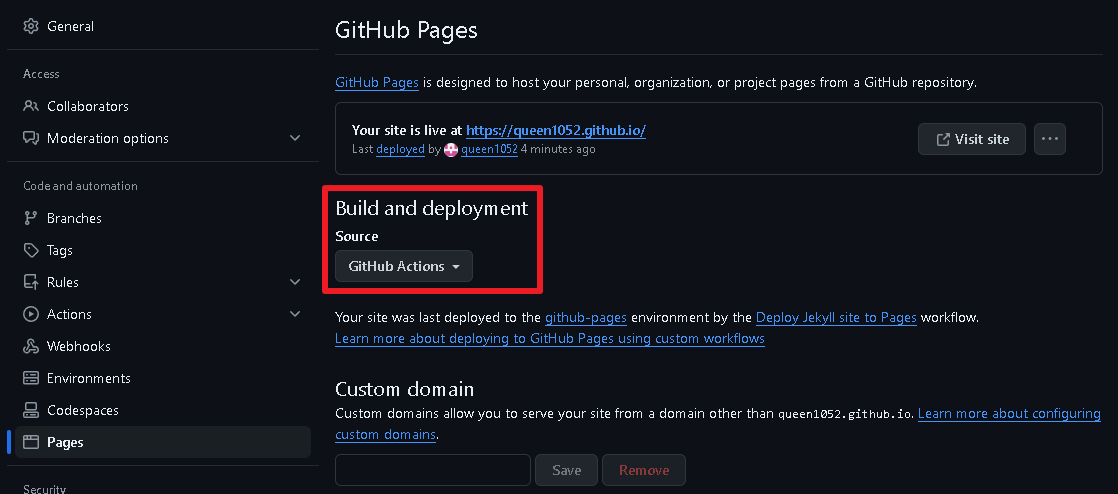 General
Access
Collaborators
Moderation options
Code and automation
Branches
Tags
Rules
Actions
Webhooks
Environments
Codespaces
Pages
Security
GitHub Pages
GitHub Pages is designed to host your personal, organization, or project pages from a GitHub repository.
Your site is live at https://queen1052.github.io/
Last deployed by queen1052 4 minutes ago
Visit site
Build and deployment
Source
GitHub Actions
Your site was last deployed to the github-pages environment by the Deploy Jekyll site to Pages workflow.
Learn more about deploying to GitHub Pages using custom workflows
Custom domain
Custom domains allow you to serve your site from a domain other than queen1052.github.io. Learn more about configuring
custom domains.
Save
Remove